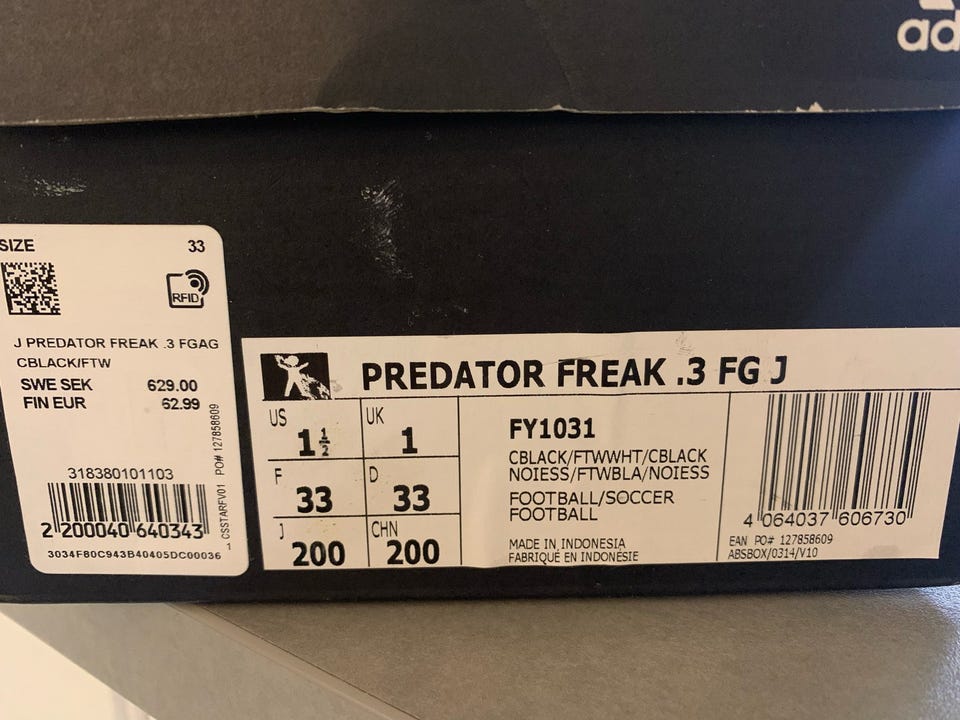 ad
SIZE 33
RFID
J PREDATOR FREAK .3 FGAG
CBLACK/FTW
SWE SEK 629.00
FIN EUR 62.99
318380101103
2 200040 640343
3034F80C943B40405DC00036
1 CSSTARFV01 PO# 127858609
PREDATOR FREAK .3 FG J
US 1½
UK 1
F 33
D 33
J 200
CHN 200
FY1031
CBLACK/FTWWHT/CBLACK
NOIESS/FTWBLA/NOIESS
FOOTBALL/SOCCER
FOOTBALL
MADE IN INDONESIA
FABRIQUÉ EN INDONÉSIE
4 064037 606730
EAN PO# 127858609
ABSBOX/0314/V10